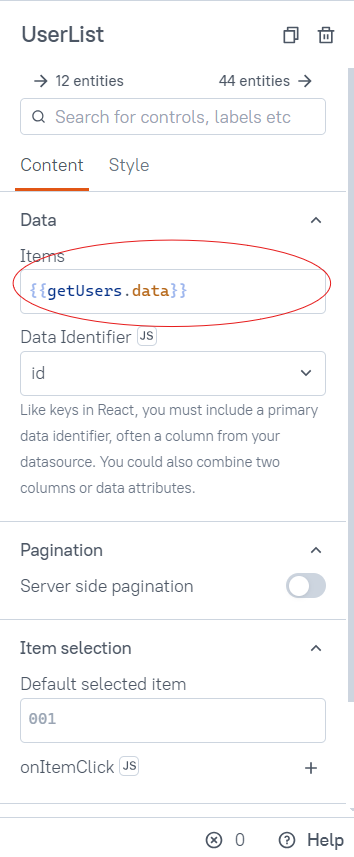 UserList
12 entities 44 entities
Search for controls, labels etc
Content Style
Data
Items
{{getUsers.data}}
Data Identifier JS
id
Like keys in React, you must include a primary
data identifier, often a column from your
datasource. You could also combine two
columns or data attributes.
Pagination
Server side pagination
Item selection
Default selected item
001
onItemClick JS
0 Help